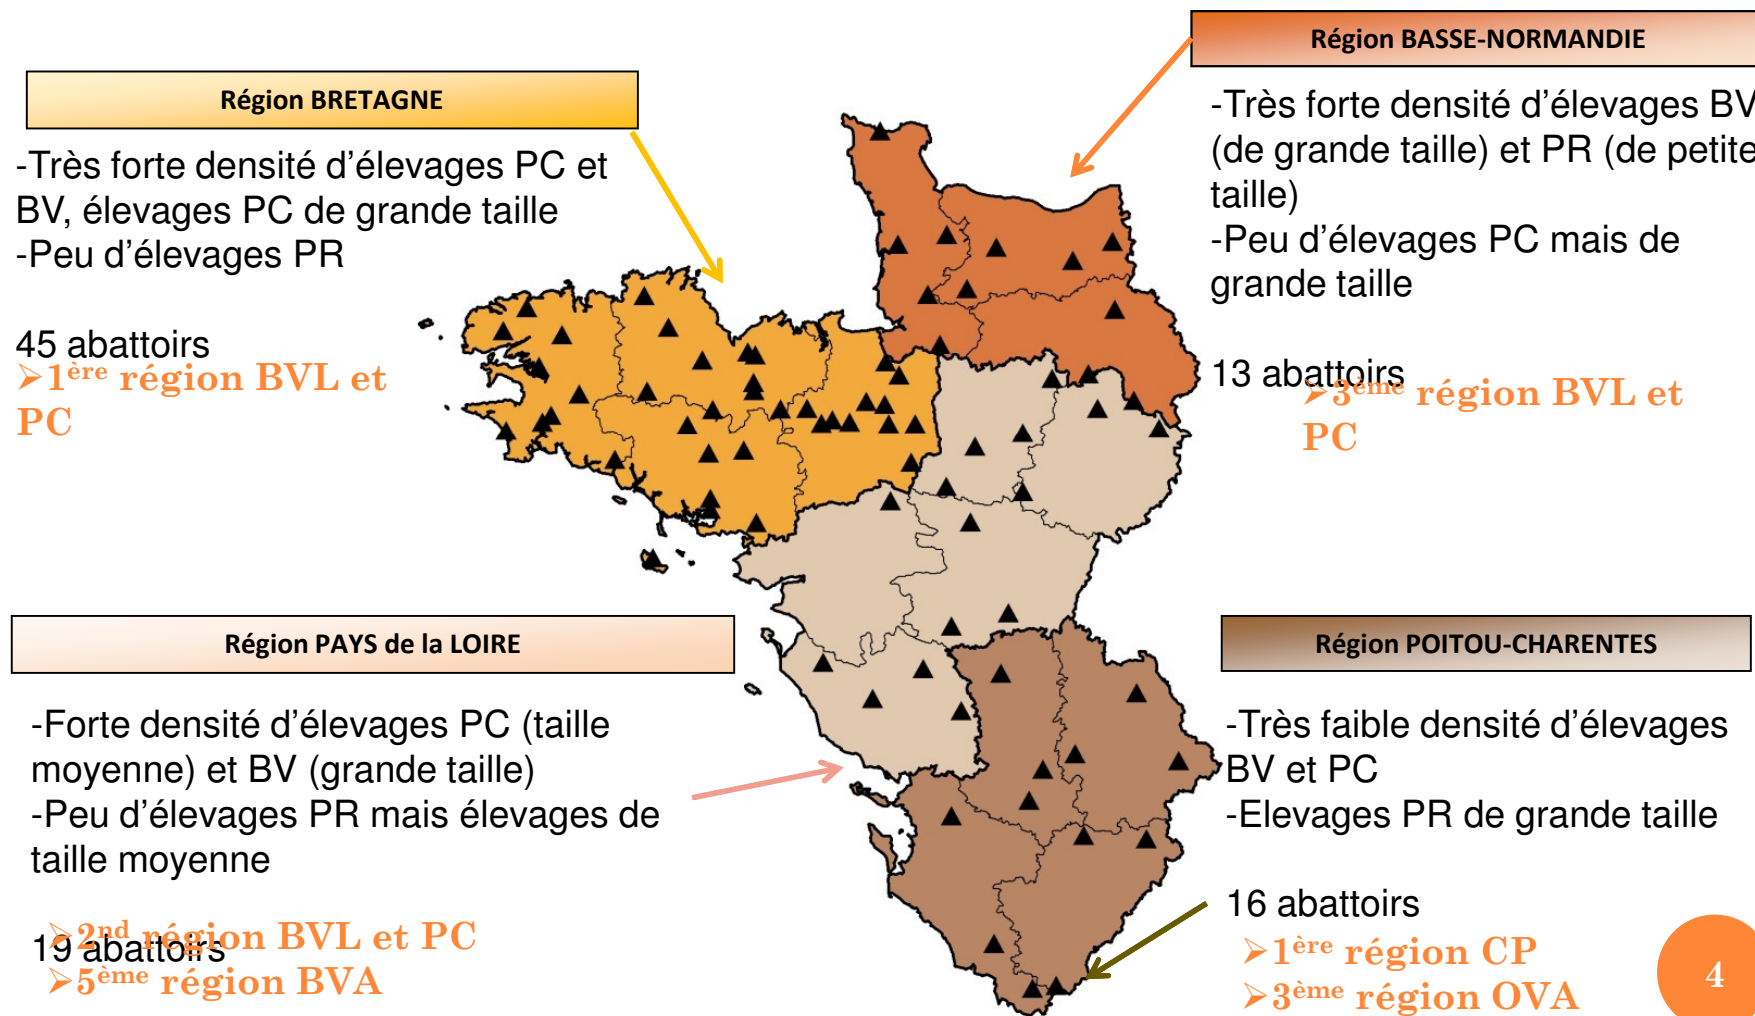 Région BRETAGNE
-Très forte densité d’élevages PC et
BV, élevages PC de grande taille
-Peu d’élevages PR
45 abattoirs
➢1ère région BVL et
PC
Région BASSE-NORMANDIE
-Très forte densité d’élevages BV
(de grande taille) et PR (de petite
taille)
-Peu d’élevages PC mais de
grande taille
13 abattoirs
➢3ème région BVL et
PC
Région PAYS de la LOIRE
-Forte densité d’élevages PC (taille
moyenne) et BV (grande taille)
-Peu d’élevages PR mais élevages de
taille moyenne
19 abattoirs
➢2nd région BVL et PC
➢5ème région BVA
Région POITOU-CHARENTES
-Très faible densité d’élevages
BV et PC
-Elevages PR de grande taille
16 abattoirs
➢1ère région CP
➢3ème région OVA
4